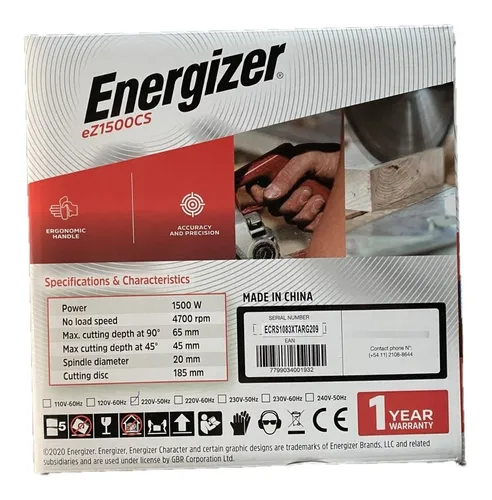 Energizer®
eZ1500CS
ERGONOMIC
HANDLE
ACCURACY
AND PRECISION
Specifications & Characteristics
Power 1500 W
No load speed 4700 rpm
Max. cutting depth at 90° 65 mm
Max cutting depth at 45° 45 mm
Spindle diameter 20 mm
Cutting disc 185 mm
MADE IN CHINA
SERIAL NUMBER
ECRS1083XTARG209
EAN
7799034001932
Contact phone N°:
(+54 11) 2108-8644
110V-60Hz 120V-60Hz 220V-50Hz 220V-60Hz 230V-50Hz 230V-60Hz 240V-50Hz
5
1 YEAR
WARRANTY
©2020 Energizer. Energizer, Energizer Character and certain graphic designs are trademarks of Energizer Brands, LLC and related
subsidiaries and are used under license by GBR Corporation Ltd.